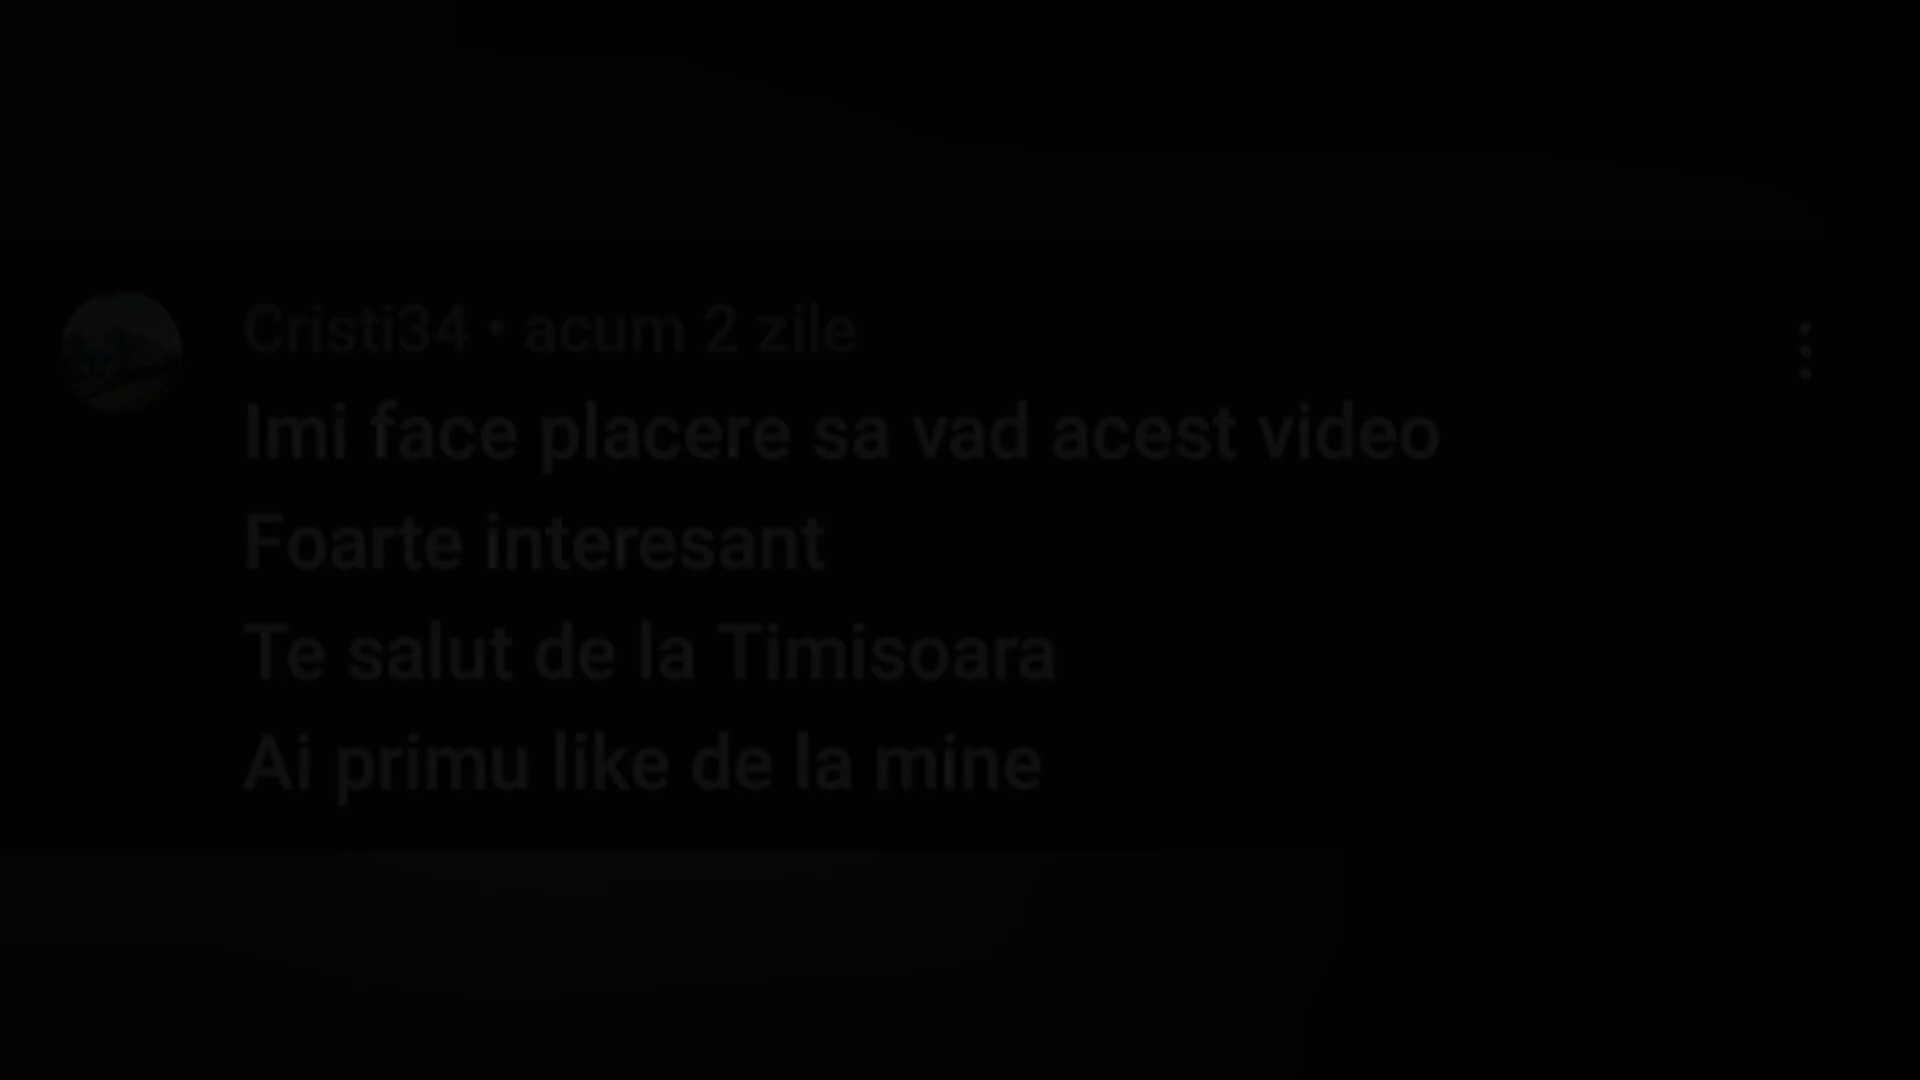 Cristi34 • acum 2 zile
Imi face placere sa vad acest video
Foarte interesant
Te salut de la Timisoara
Ai primu like de la mine